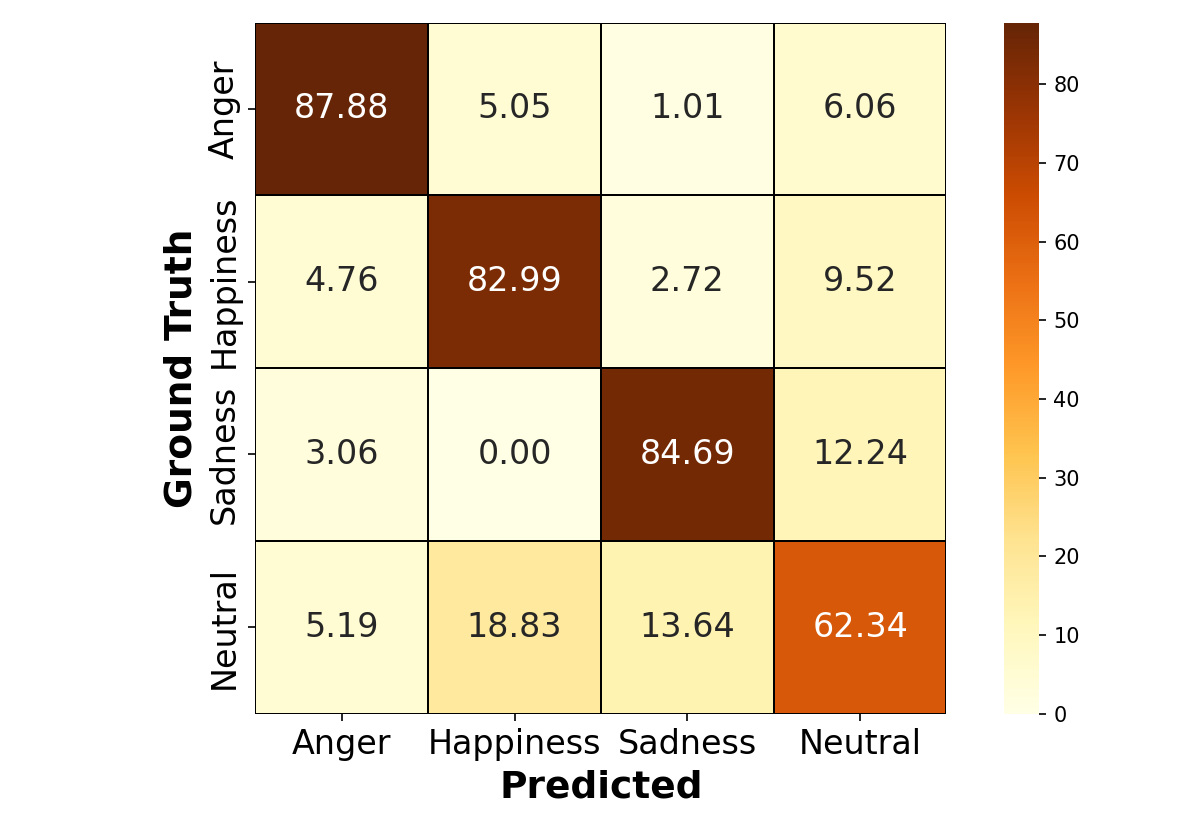 Ground Truth
Anger
87.88 5.05 1.01 6.06
Happiness
4.76 82.99 2.72 9.52
Sadness
3.06 0.00 84.69 12.24
Neutral
5.19 18.83 13.64 62.34
Anger Happiness Sadness Neutral
Predicted
80
70
60
50
40
30
20
10
0